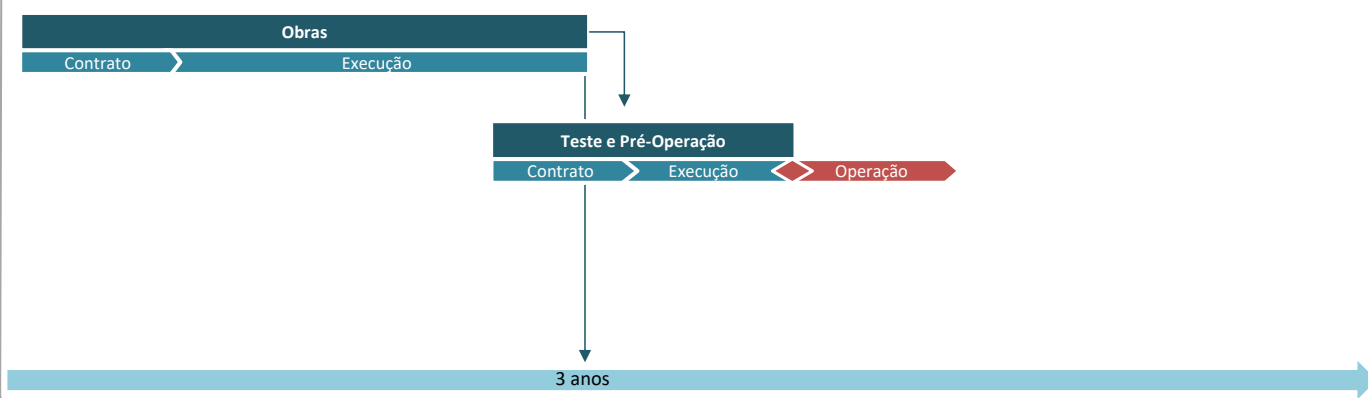 Obras
Contrato Execução
Teste e Pré-Operação
Contrato Execução Operação
3 anos